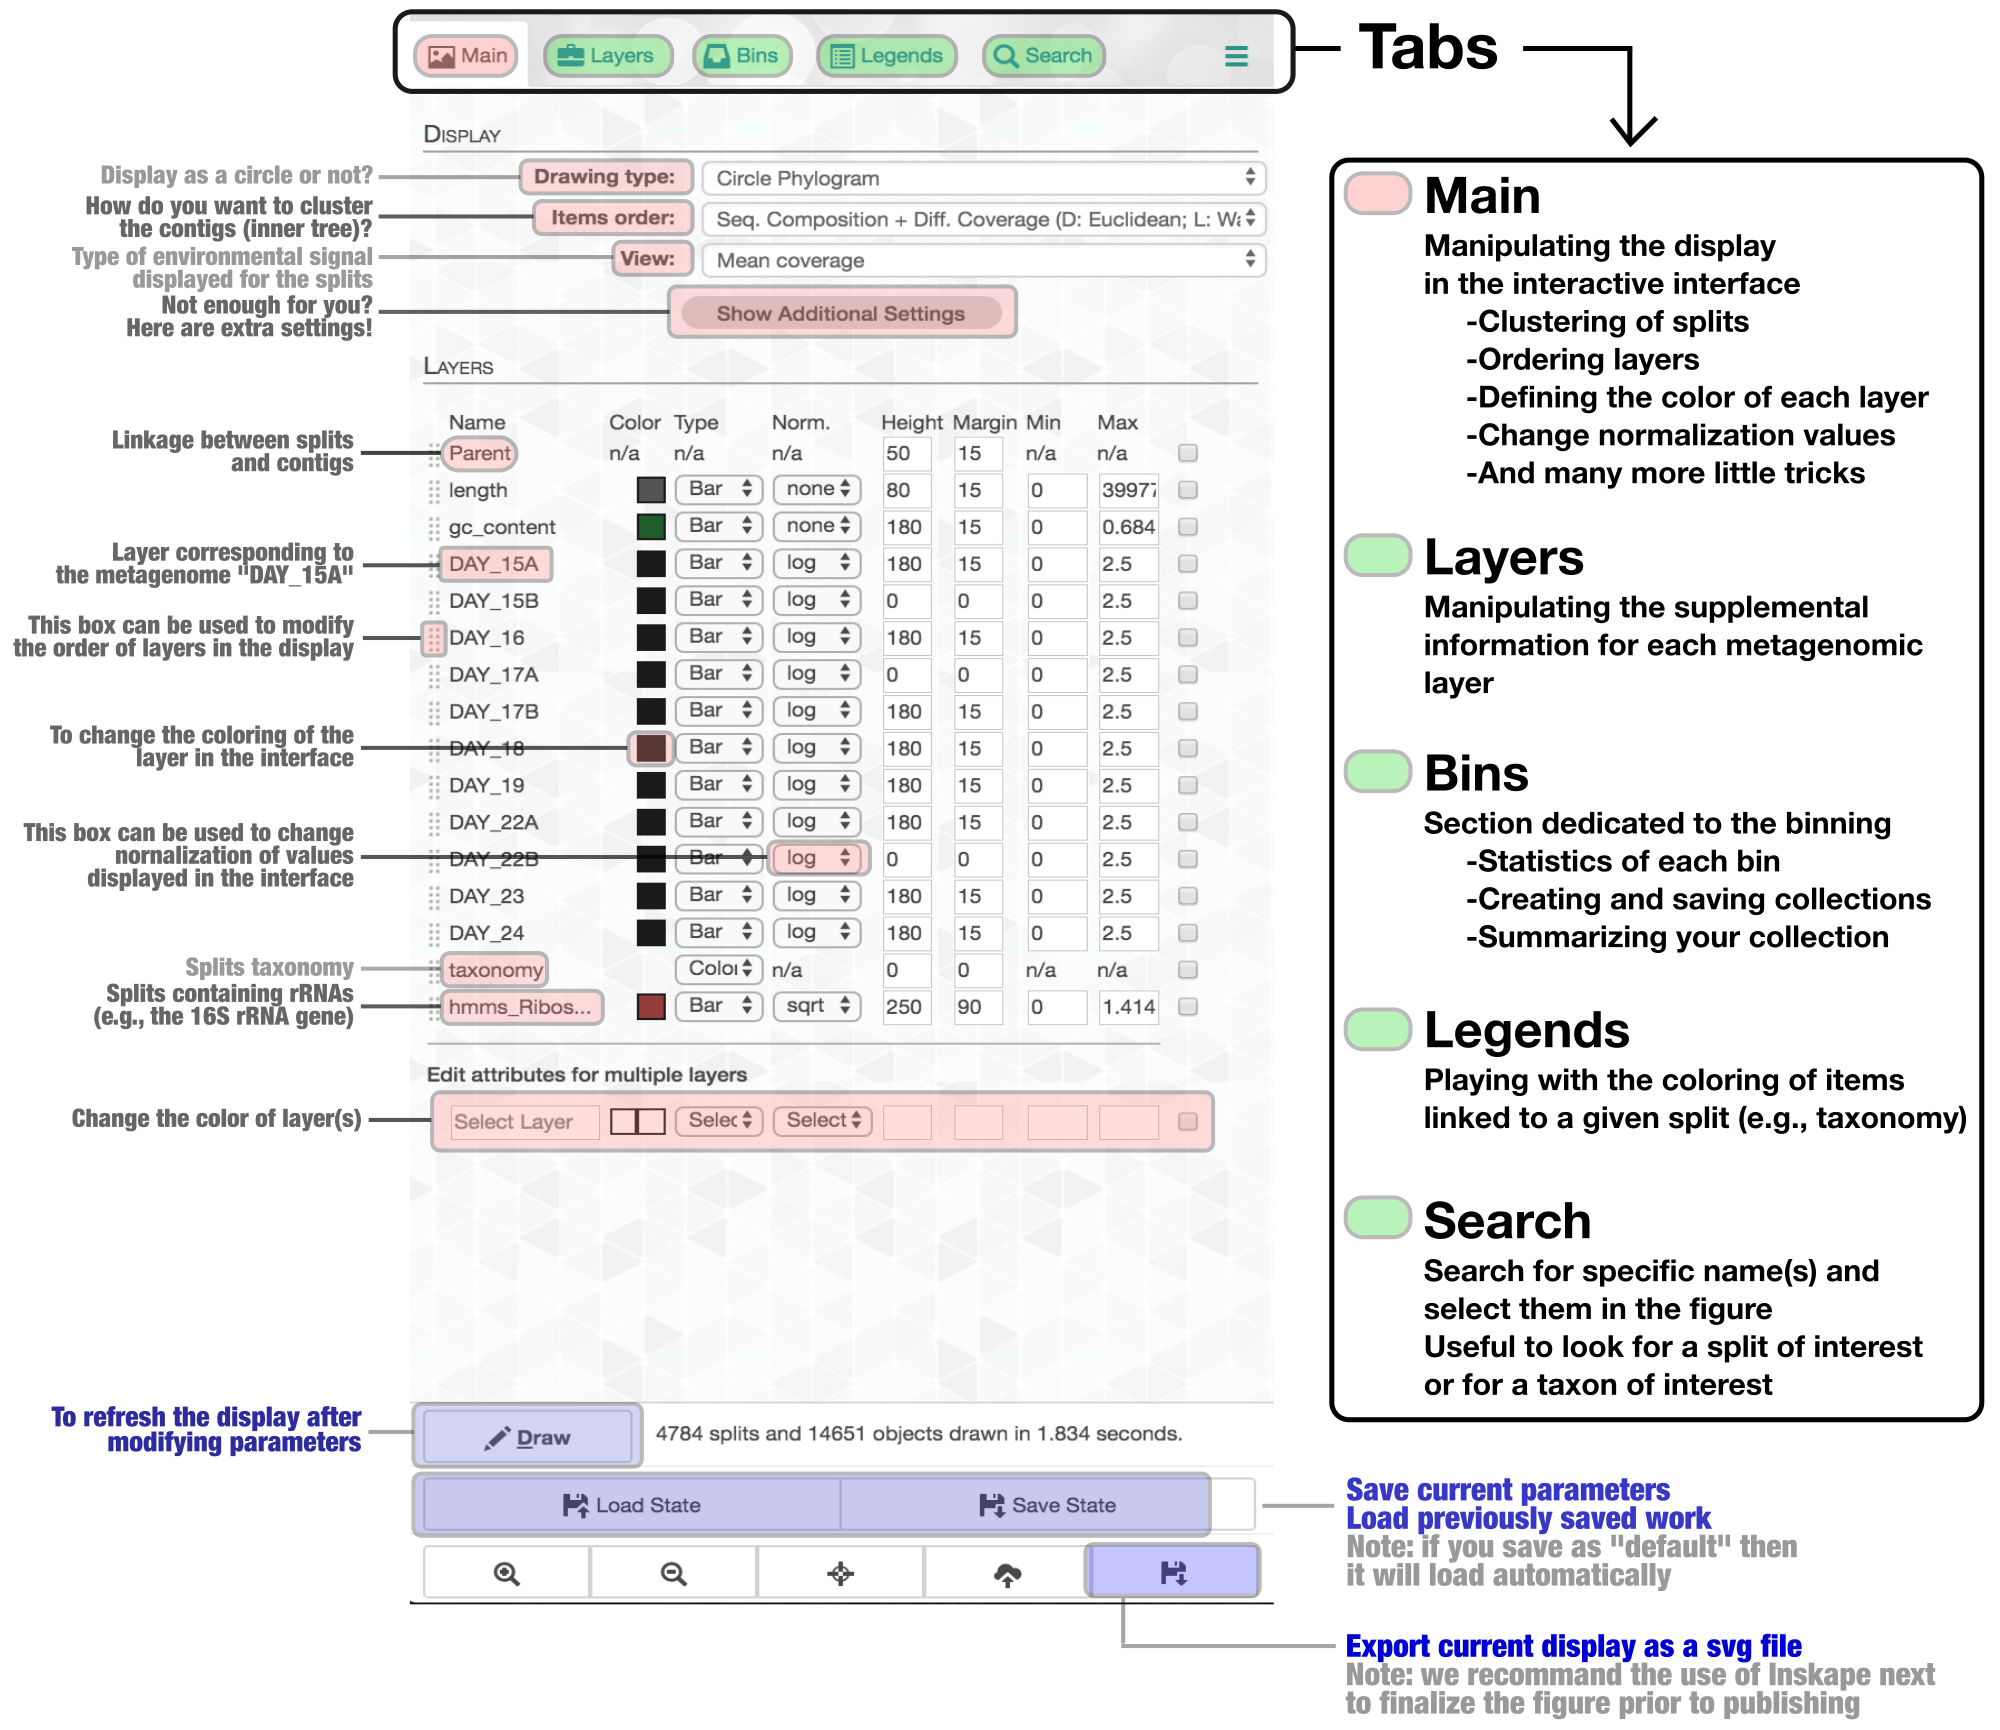 Main Layers Bins Legends Search
Tabs
DISPLAY
Display as a circle or not?
Drawing type: Circle Phylogram
How do you want to cluster
the contigs (inner tree)?
Items order: Seq. Composition + Diff. Coverage (D: Euclidean; L:
Type of environmental signal
displayed for the splits
View: Mean coverage
Not enough for you?
Here are extra settings!
Show Additional Settings
LAYERS
Name Color Type Norm. Height Margin Min Max
Linkage between splits
and contigs
Parent n/a n/a n/a 50 15 n/a n/a
length Bar none 80 15 0 39977
gc_content Bar none 180 15 0 0.684
Layer corresponding to
the metagenome "DAY_15A"
DAY_15A Bar log 180 15 0 2.5
DAY_15B Bar log 0 0 0 2.5
This box can be used to modify
the order of layers in the display
DAY_16 Bar log 180 15 0 2.5
DAY_17A Bar log 0 0 0 2.5
DAY_17B Bar log 180 15 0 2.5
To change the coloring of the
layer in the interface
DAY_18 Bar log 180 15 0 2.5
DAY_19 Bar log 180 15 0 2.5
DAY_22A Bar log 180 15 0 2.5
This box can be used to change
nornalization of values
displayed in the interface
DAY_22B Bar log 0 0 0 2.5
DAY_23 Bar log 180 15 0 2.5
DAY_24 Bar log 180 15 0 2.5
Splits taxonomy
taxonomy Color n/a 0 0 n/a n/a
Splits containing rRNAs
(e.g., the 16S rRNA gene)
hmms_Ribos... Bar sqrt 250 90 0 1.414
Edit attributes for multiple layers
Change the color of layer(s)
Select Layer Selec Select
To refresh the display after
modifying parameters
Draw
4784 splits and 14651 objects drawn in 1.834 seconds.
Load State Save State
Main
Manipulating the display
in the interactive interface
-Clustering of splits
-Ordering layers
-Defining the color of each layer
-Change normalization values
-And many more little tricks
Layers
Manipulating the supplemental
information for each metagenomic
layer
Bins
Section dedicated to the binning
-Statistics of each bin
-Creating and saving collections
-Summarizing your collection
Legends
Playing with the coloring of items
linked to a given split (e.g., taxonomy)
Search
Search for specific name(s) and
select them in the figure
Useful to look for a split of interest
or for a taxon of interest
Save current parameters
Load previously saved work
Note: if you save as "default" then
it will load automatically
Export current display as a svg file
Note: we recommand the use of Inskape next
to finalize the figure prior to publishing